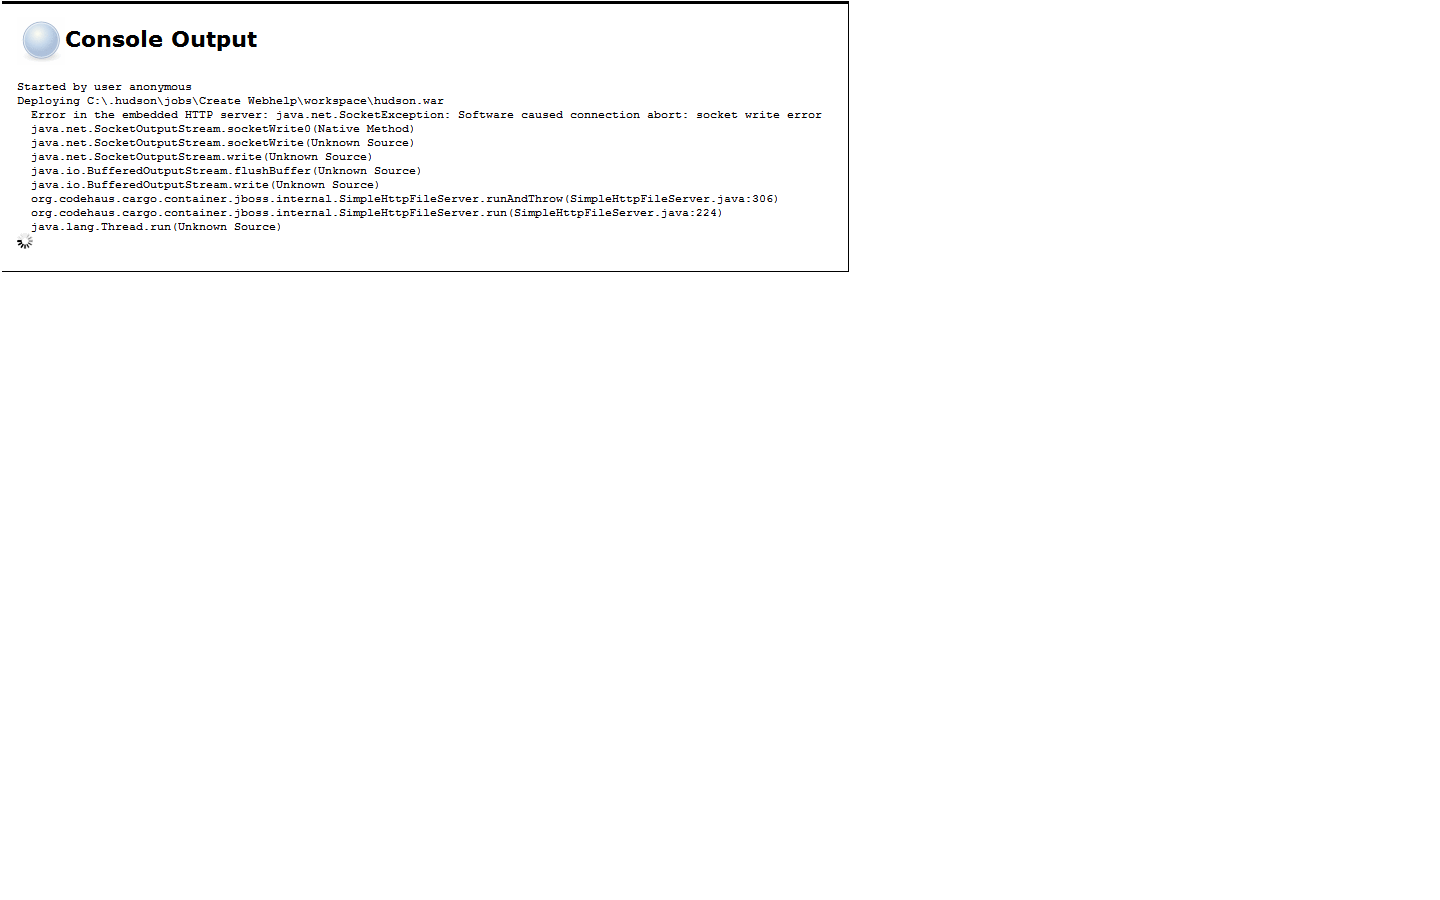 Console Output
Started by user anonymous
Deploying C:\.hudson\jobs\Create Webhelp\workspace\hudson.war
Error in the embedded HTTP server: java.net.SocketException: Software caused connection abort: socket write error
java.net.SocketOutputStream.socketWrite0(Native Method)
java.net.SocketOutputStream.socketWrite(Unknown Source)
java.net.SocketOutputStream.write(Unknown Source)
java.io.BufferedOutputStream.flushBuffer(Unknown Source)
java.io.BufferedOutputStream.write(Unknown Source)
org.codehaus.cargo.container.jboss.internal.SimpleHttpFileServer.runAndThrow(SimpleHttpFileServer.java:306)
org.codehaus.cargo.container.jboss.internal.SimpleHttpFileServer.run(SimpleHttpFileServer.java:224)
java.lang.Thread.run(Unknown Source)